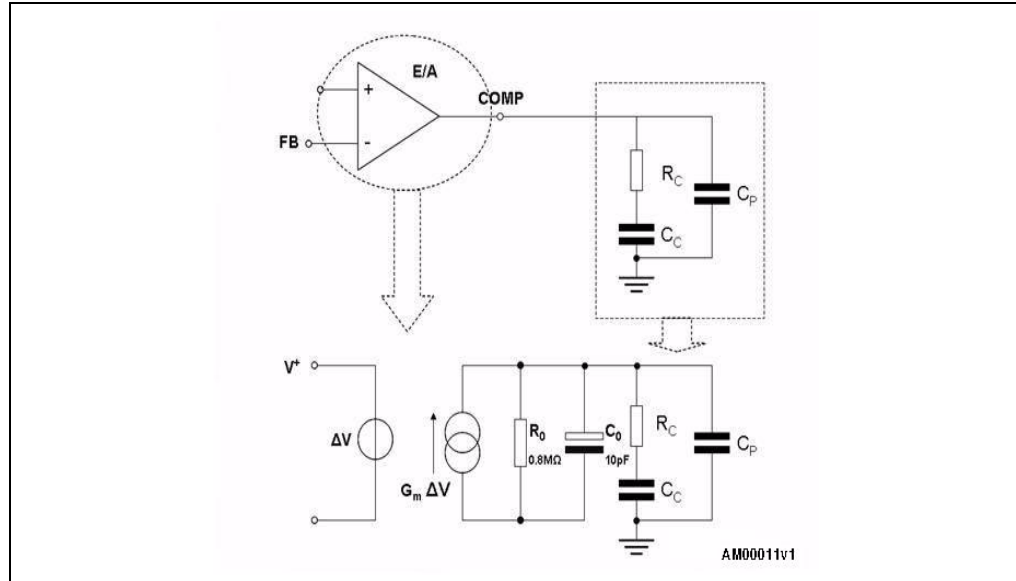 E/A
+
COMP
FB
-
R_C
C_P
C_C
V⁺
ΔV
G_m ΔV
R_0
0.8MΩ
C_0
10pF
R_C
C_P
C_C
AM00011v1